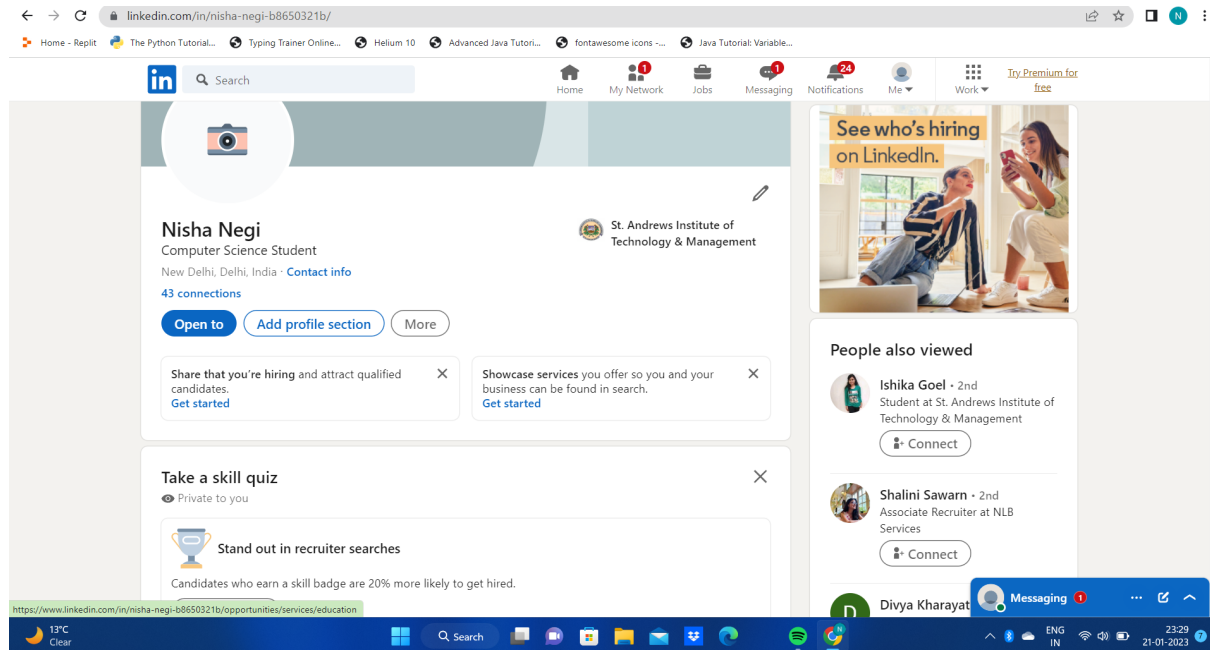 linkedin.com/in/nisha-negi-b8650321b/
N
Home - Replit
The Python Tutorial...
Typing Trainer Online...
Helium 10
Advanced Java Tutori...
fontawesome icons -...
Java Tutorial: Variable...
in
Search
Home
1
My Network
Jobs
1
Messaging
24
Notifications
Me
Work
Try Premium for
free
Nisha Negi
Computer Science Student
New Delhi, Delhi, India · Contact info
43 connections
St. Andrews Institute of
Technology & Management
Open to
Add profile section
More
Share that you're hiring and attract qualified
candidates.
Get started
Showcase services you offer so you and your
business can be found in search.
Get started
Take a skill quiz
Private to you
Stand out in recruiter searches
Candidates who earn a skill badge are 20% more likely to get hired.
See who's hiring
on LinkedIn.
People also viewed
Ishika Goel • 2nd
Student at St. Andrews Institute of
Technology & Management
Connect
Shalini Sawarn • 2nd
Associate Recruiter at NLB
Services
Connect
D
Divya Kharayat
Messaging 1
https://www.linkedin.com/in/nisha-negi-b8650321b/opportunities/services/education
13°C
Clear
Search
N
ENG
IN
23:29
21-01-2023
7